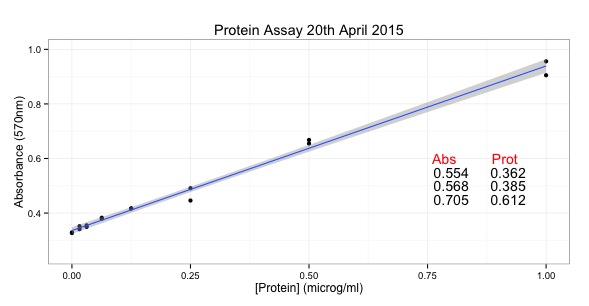 Protein Assay 20th April 2015
Absorbance (570nm)
1.0
0.8
0.6
0.4
Abs Prot
0.554 0.362
0.568 0.385
0.705 0.612
0.00 0.25 0.50 0.75 1.00
[Protein] (microg/ml)